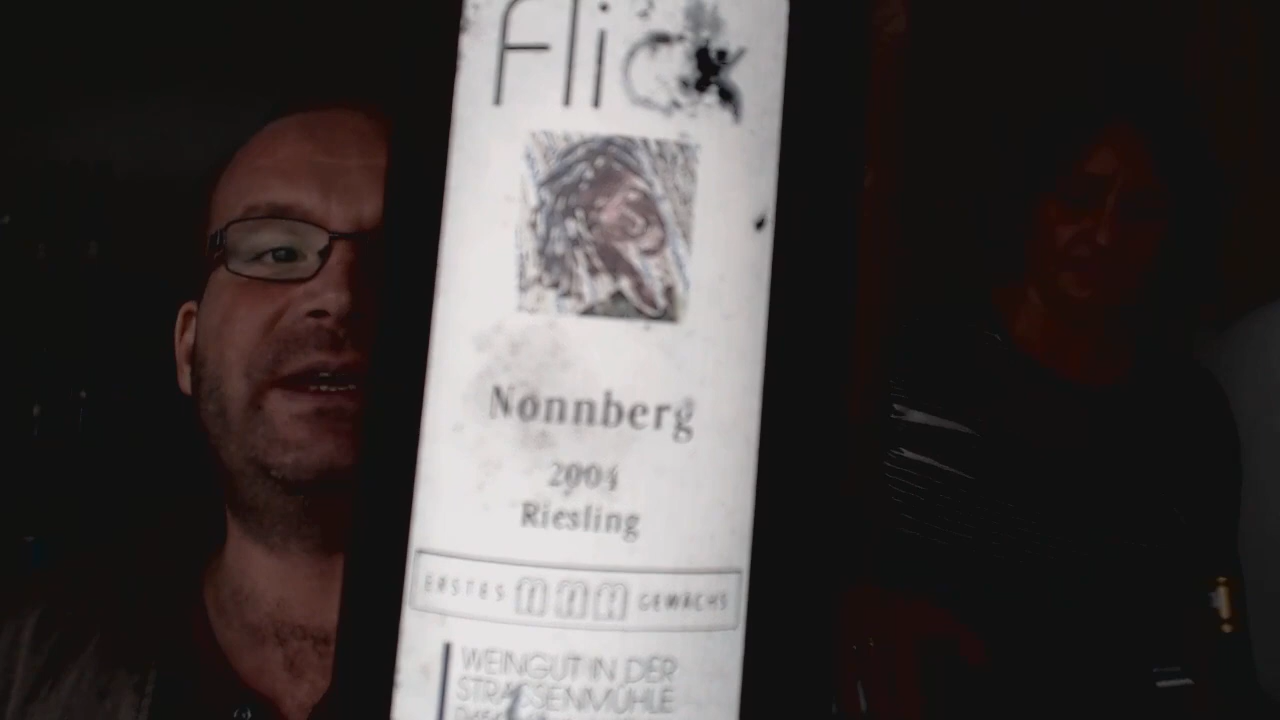 Flick
Nonnberg
2004
Riesling
ERSTES GEWÄCHS
WEINGUT IN DER
STRASSENMÜHLE